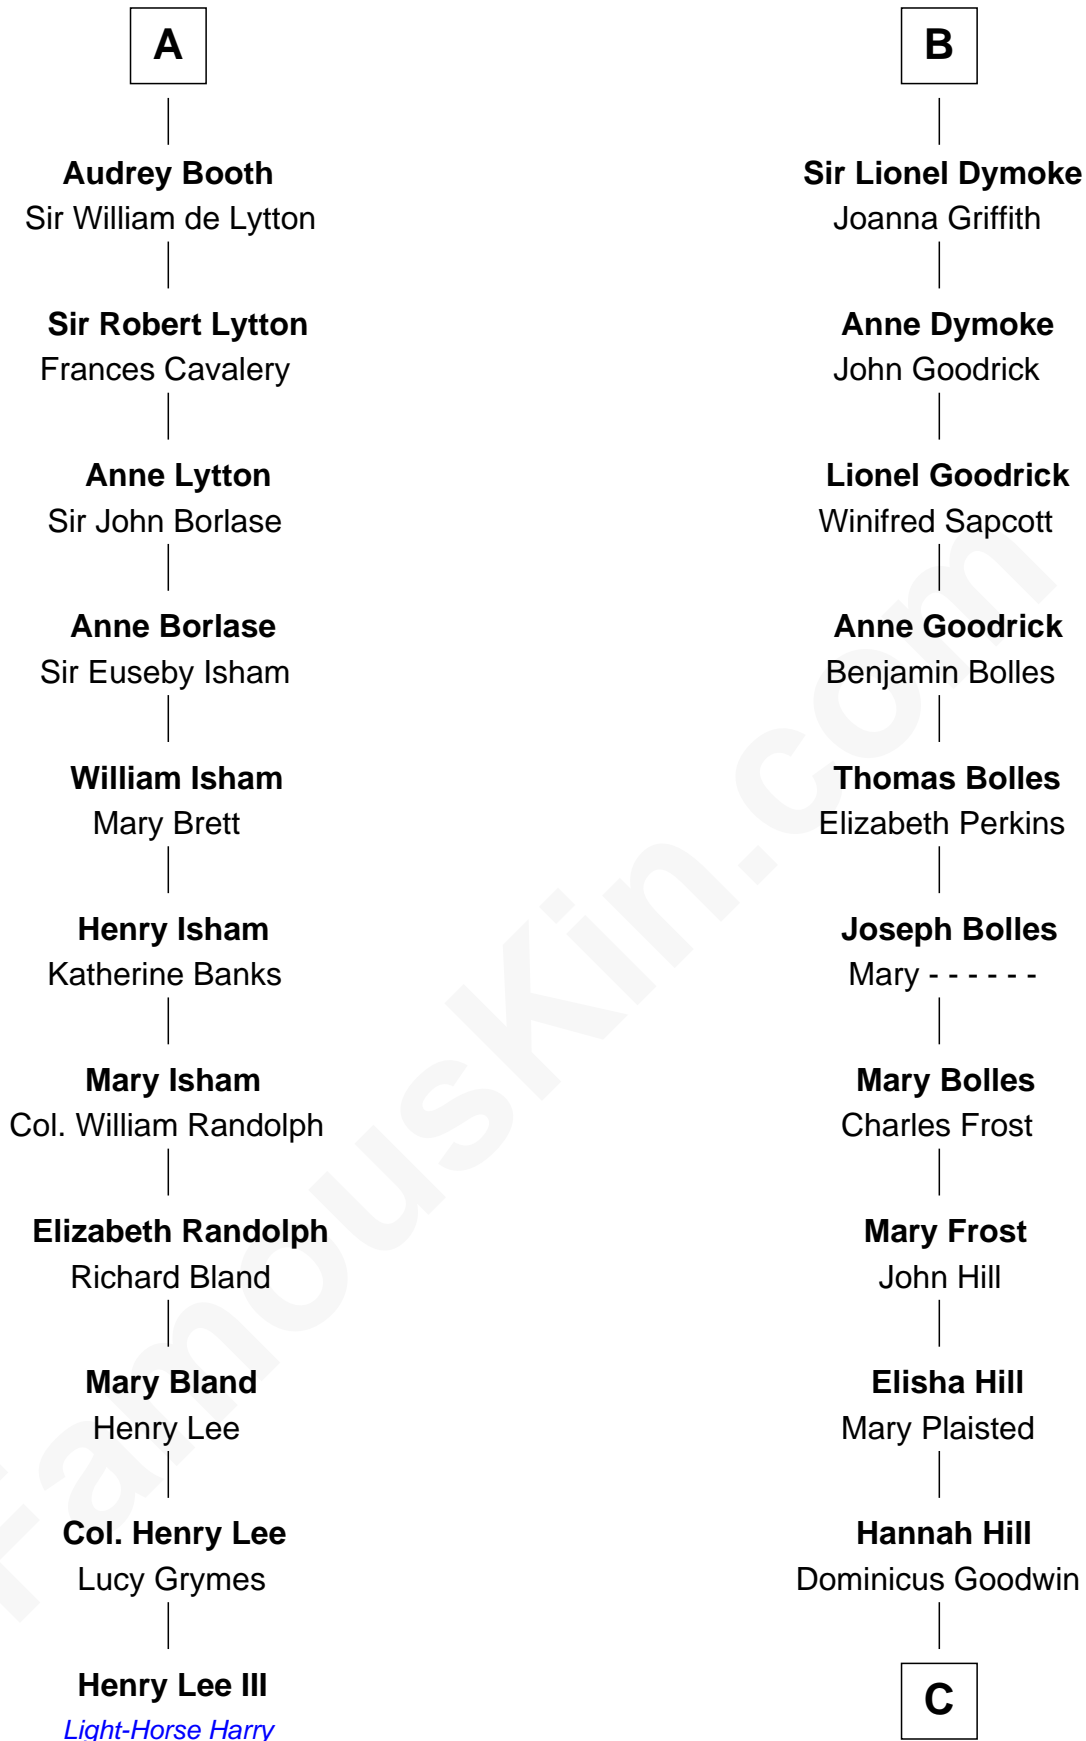 A
Audrey Booth
Sir William de Lytton
Sir Robert Lytton
Frances Cavalery
Anne Lytton
Sir John Borlase
Anne Borlase
Sir Euseby Isham
William Isham
Mary Brett
Henry Isham
Katherine Banks
Mary Isham
Col. William Randolph
Elizabeth Randolph
Richard Bland
Mary Bland
Henry Lee
Col. Henry Lee
Lucy Grymes
Henry Lee III
Light-Horse Harry
B
Sir Lionel Dymoke
Joanna Griffith
Anne Dymoke
John Goodrick
Lionel Goodrick
Winifred Sapcott
Anne Goodrick
Benjamin Bolles
Thomas Bolles
Elizabeth Perkins
Joseph Bolles
Mary - - - - - -
Mary Bolles
Charles Frost
Mary Frost
John Hill
Elisha Hill
Mary Plaisted
Hannah Hill
Dominicus Goodwin
C
FamousKin.com